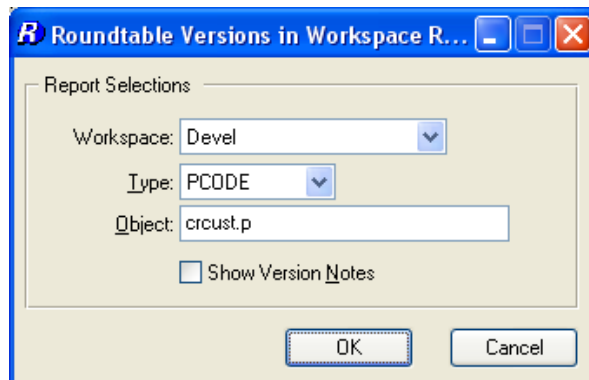 R Roundtable Versions in Workspace R...
Report Selections
Workspace: Devel
Type: PCODE
Object: crcust.p
Show Version Notes
OK Cancel